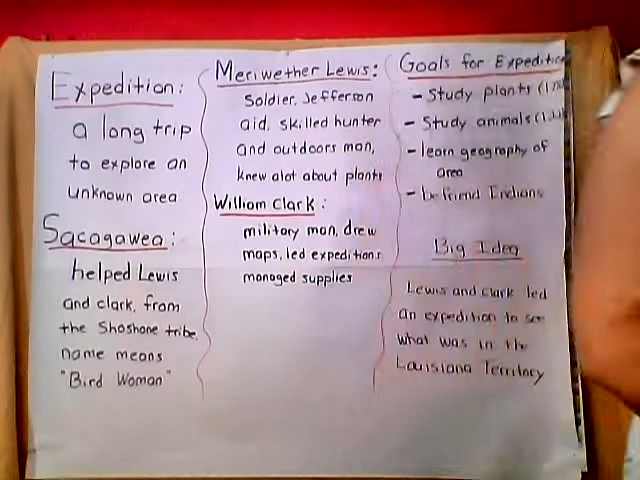 Expedition:
a long trip
to explore an
unknown area
Sacagawea:
helped Lewis
and clark, from
the Shoshone tribe.
name means
"Bird Woman"
Meriwether Lewis:
Soldier, Jefferson
aid, skilled hunter
and outdoors man,
knew alot about plants
William Clark:
military man, drew
maps, led expeditions
managed supplies
Goals for Expedition
- Study plants
- Study animals
- learn geography of
area
- befriend Indians
Big Idea
Lewis and clark led
an expedition to see
what was in the
Louisiana Territory